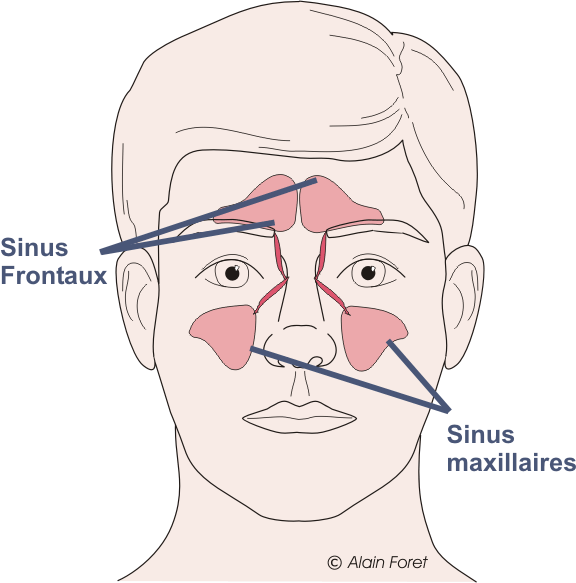 Sinus
Frontaux
Sinus
maxillaires
© Alain Foret